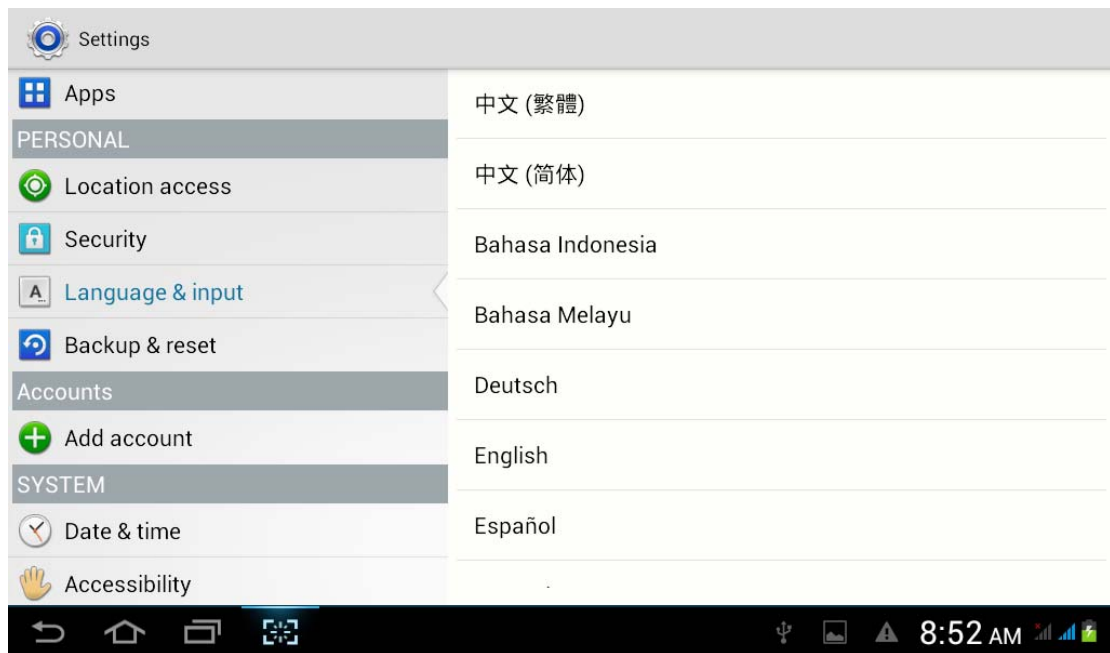 Settings
Apps
PERSONAL
Location access
Security
Language & input
Backup & reset
Accounts
Add account
SYSTEM
Date & time
Accessibility
中文 (繁體)
中文 (简体)
Bahasa Indonesia
Bahasa Melayu
Deutsch
English
Español
8:52 AM